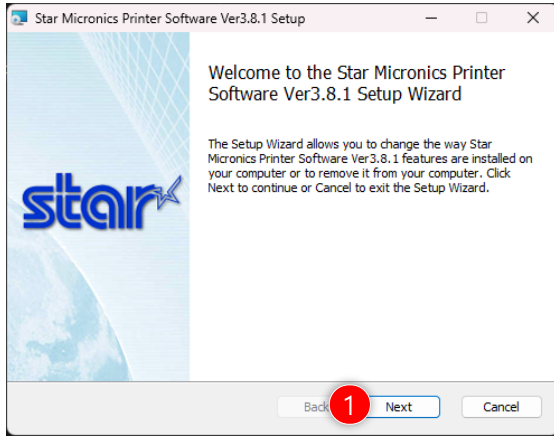 Star Micronics Printer Software Ver3.8.1 Setup
Welcome to the Star Micronics Printer
Software Ver3.8.1 Setup Wizard
The Setup Wizard allows you to change the way Star
Micronics Printer Software Ver3.8.1 features are installed on
your computer or to remove it from your computer. Click
Next to continue or Cancel to exit the Setup Wizard.
star
Back 1 Next Cancel